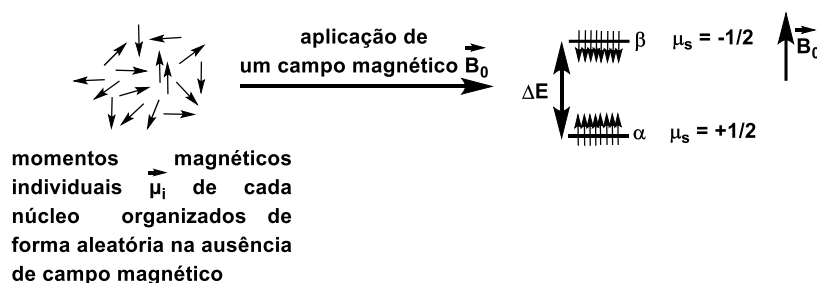 aplicação de
um campo magnético B₀
ΔE
β μₛ = -1/2
B₀
α μₛ = +1/2
momentos magnéticos
individuais μᵢ de cada
núcleo organizados de
forma aleatória na ausência
de campo magnético